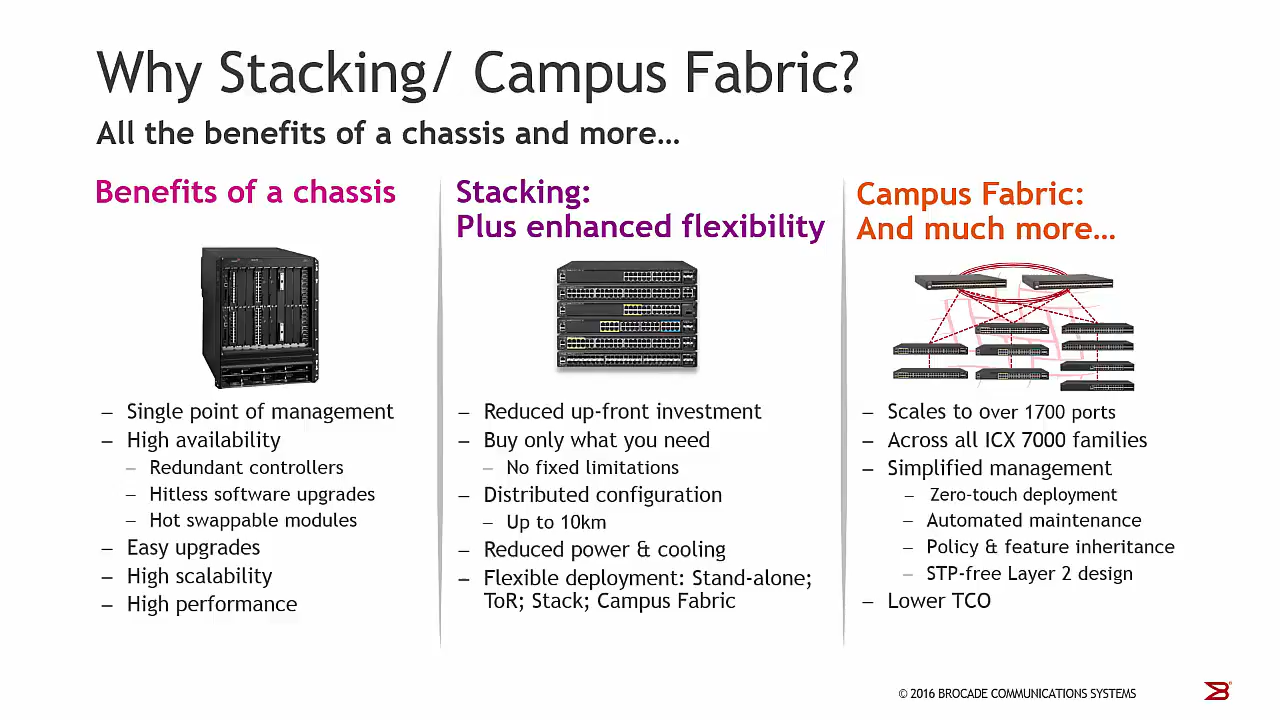 Why Stacking/ Campus Fabric?
All the benefits of a chassis and more…
Benefits of a chassis
– Single point of management
– High availability
– Redundant controllers
– Hitless software upgrades
– Hot swappable modules
– Easy upgrades
– High scalability
– High performance
Stacking:
Plus enhanced flexibility
– Reduced up-front investment
– Buy only what you need
– No fixed limitations
– Distributed configuration
– Up to 10km
– Reduced power & cooling
– Flexible deployment: Stand-alone;
ToR; Stack; Campus Fabric
Campus Fabric:
And much more…
– Scales to over 1700 ports
– Across all ICX 7000 families
– Simplified management
– Zero-touch deployment
– Automated maintenance
– Policy & feature inheritance
– STP-free Layer 2 design
– Lower TCO
© 2016 BROCADE COMMUNICATIONS SYSTEMS